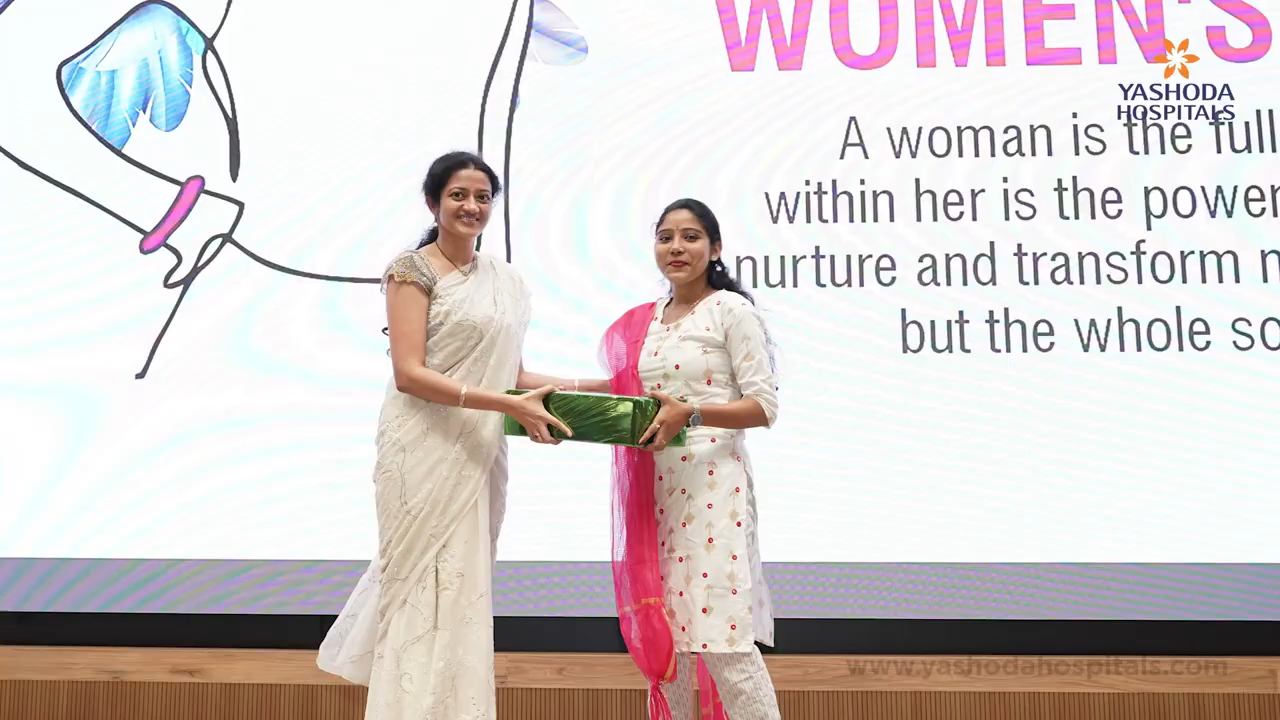 WOMEN'S
YASHODA
HOSPITALS
A woman is the full
within her is the power
nurture and transform
but the whole so
www.yashodahospitals.com